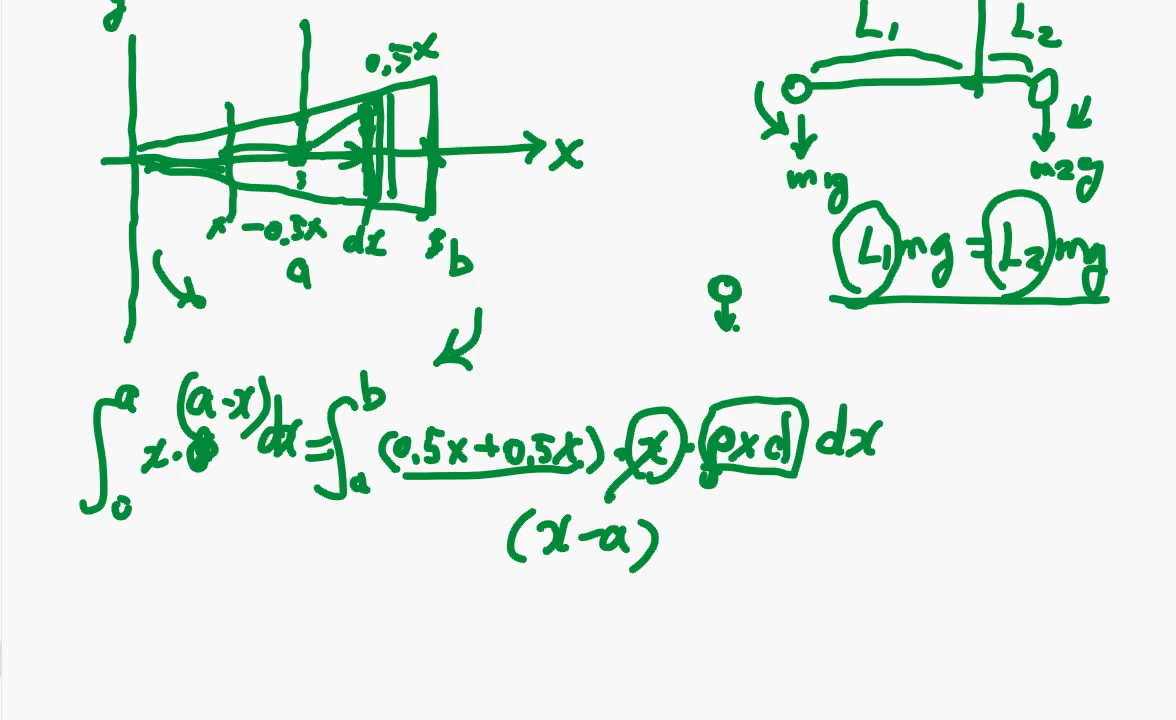 y
L₁ L₂
0,5x
x
mg m2g
x -0,5x dx b
a
L₁mg = L₂mg
∫₀ᵃ x·(a-x)dx = ∫ₐᵇ (0.5x+0.5x)·x· ρxd dx
g
(x-a)